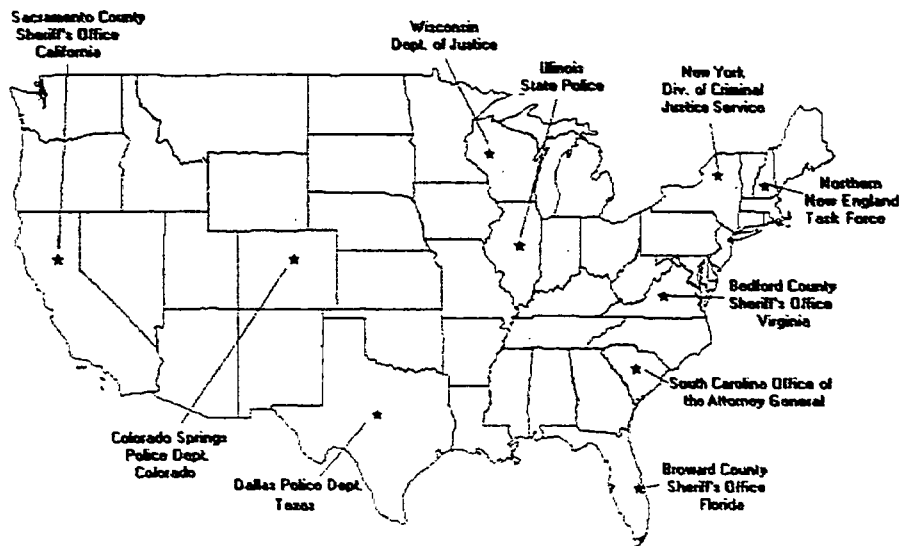 Sacramento County
Sheriff's Office
California
Wisconsin
Dept. of Justice
Illinois
State Police
New York
Div. of Criminal
Justice Service
Northern
New England
Task Force
Bedford County
Sheriff's Office
Virginia
South Carolina Office of
the Attorney General
Colorado Springs
Police Dept.
Colorado
Dallas Police Dept.
Texas
Broward County
Sheriff's Office
Florida